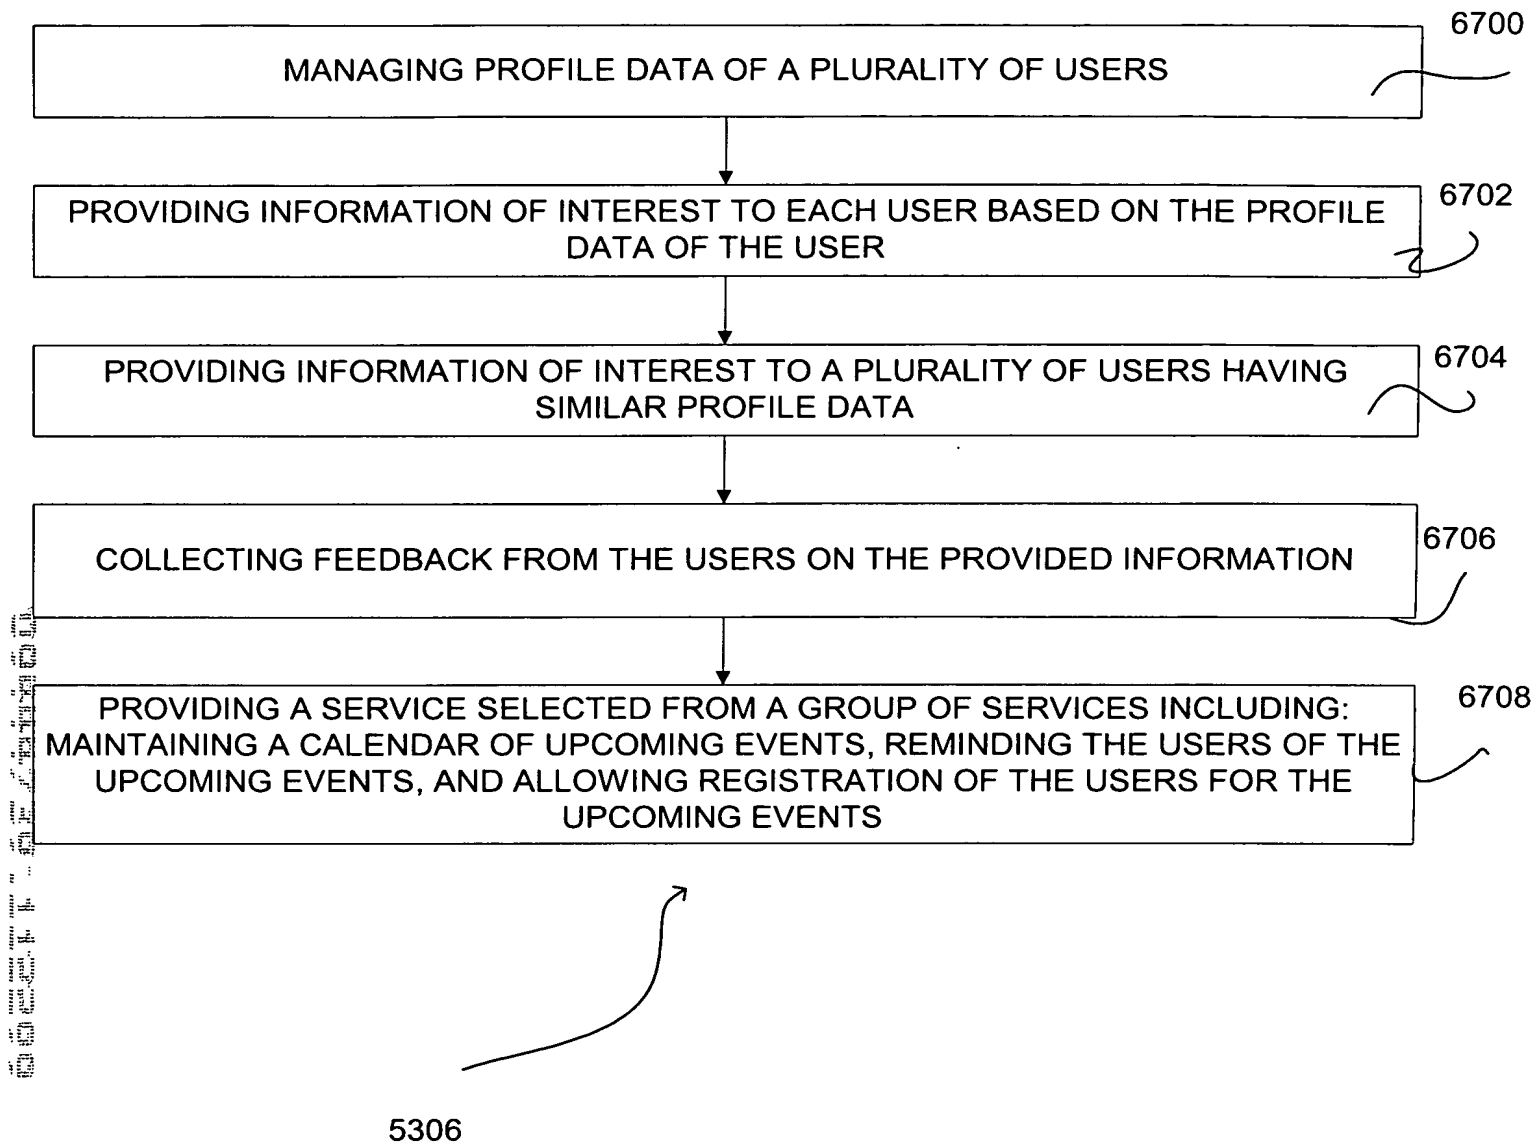 6700
MANAGING PROFILE DATA OF A PLURALITY OF USERS
6702
PROVIDING INFORMATION OF INTEREST TO EACH USER BASED ON THE PROFILE
DATA OF THE USER
6704
PROVIDING INFORMATION OF INTEREST TO A PLURALITY OF USERS HAVING
SIMILAR PROFILE DATA
6706
COLLECTING FEEDBACK FROM THE USERS ON THE PROVIDED INFORMATION
6708
PROVIDING A SERVICE SELECTED FROM A GROUP OF SERVICES INCLUDING:
MAINTAINING A CALENDAR OF UPCOMING EVENTS, REMINDING THE USERS OF THE
UPCOMING EVENTS, AND ALLOWING REGISTRATION OF THE USERS FOR THE
UPCOMING EVENTS
5306